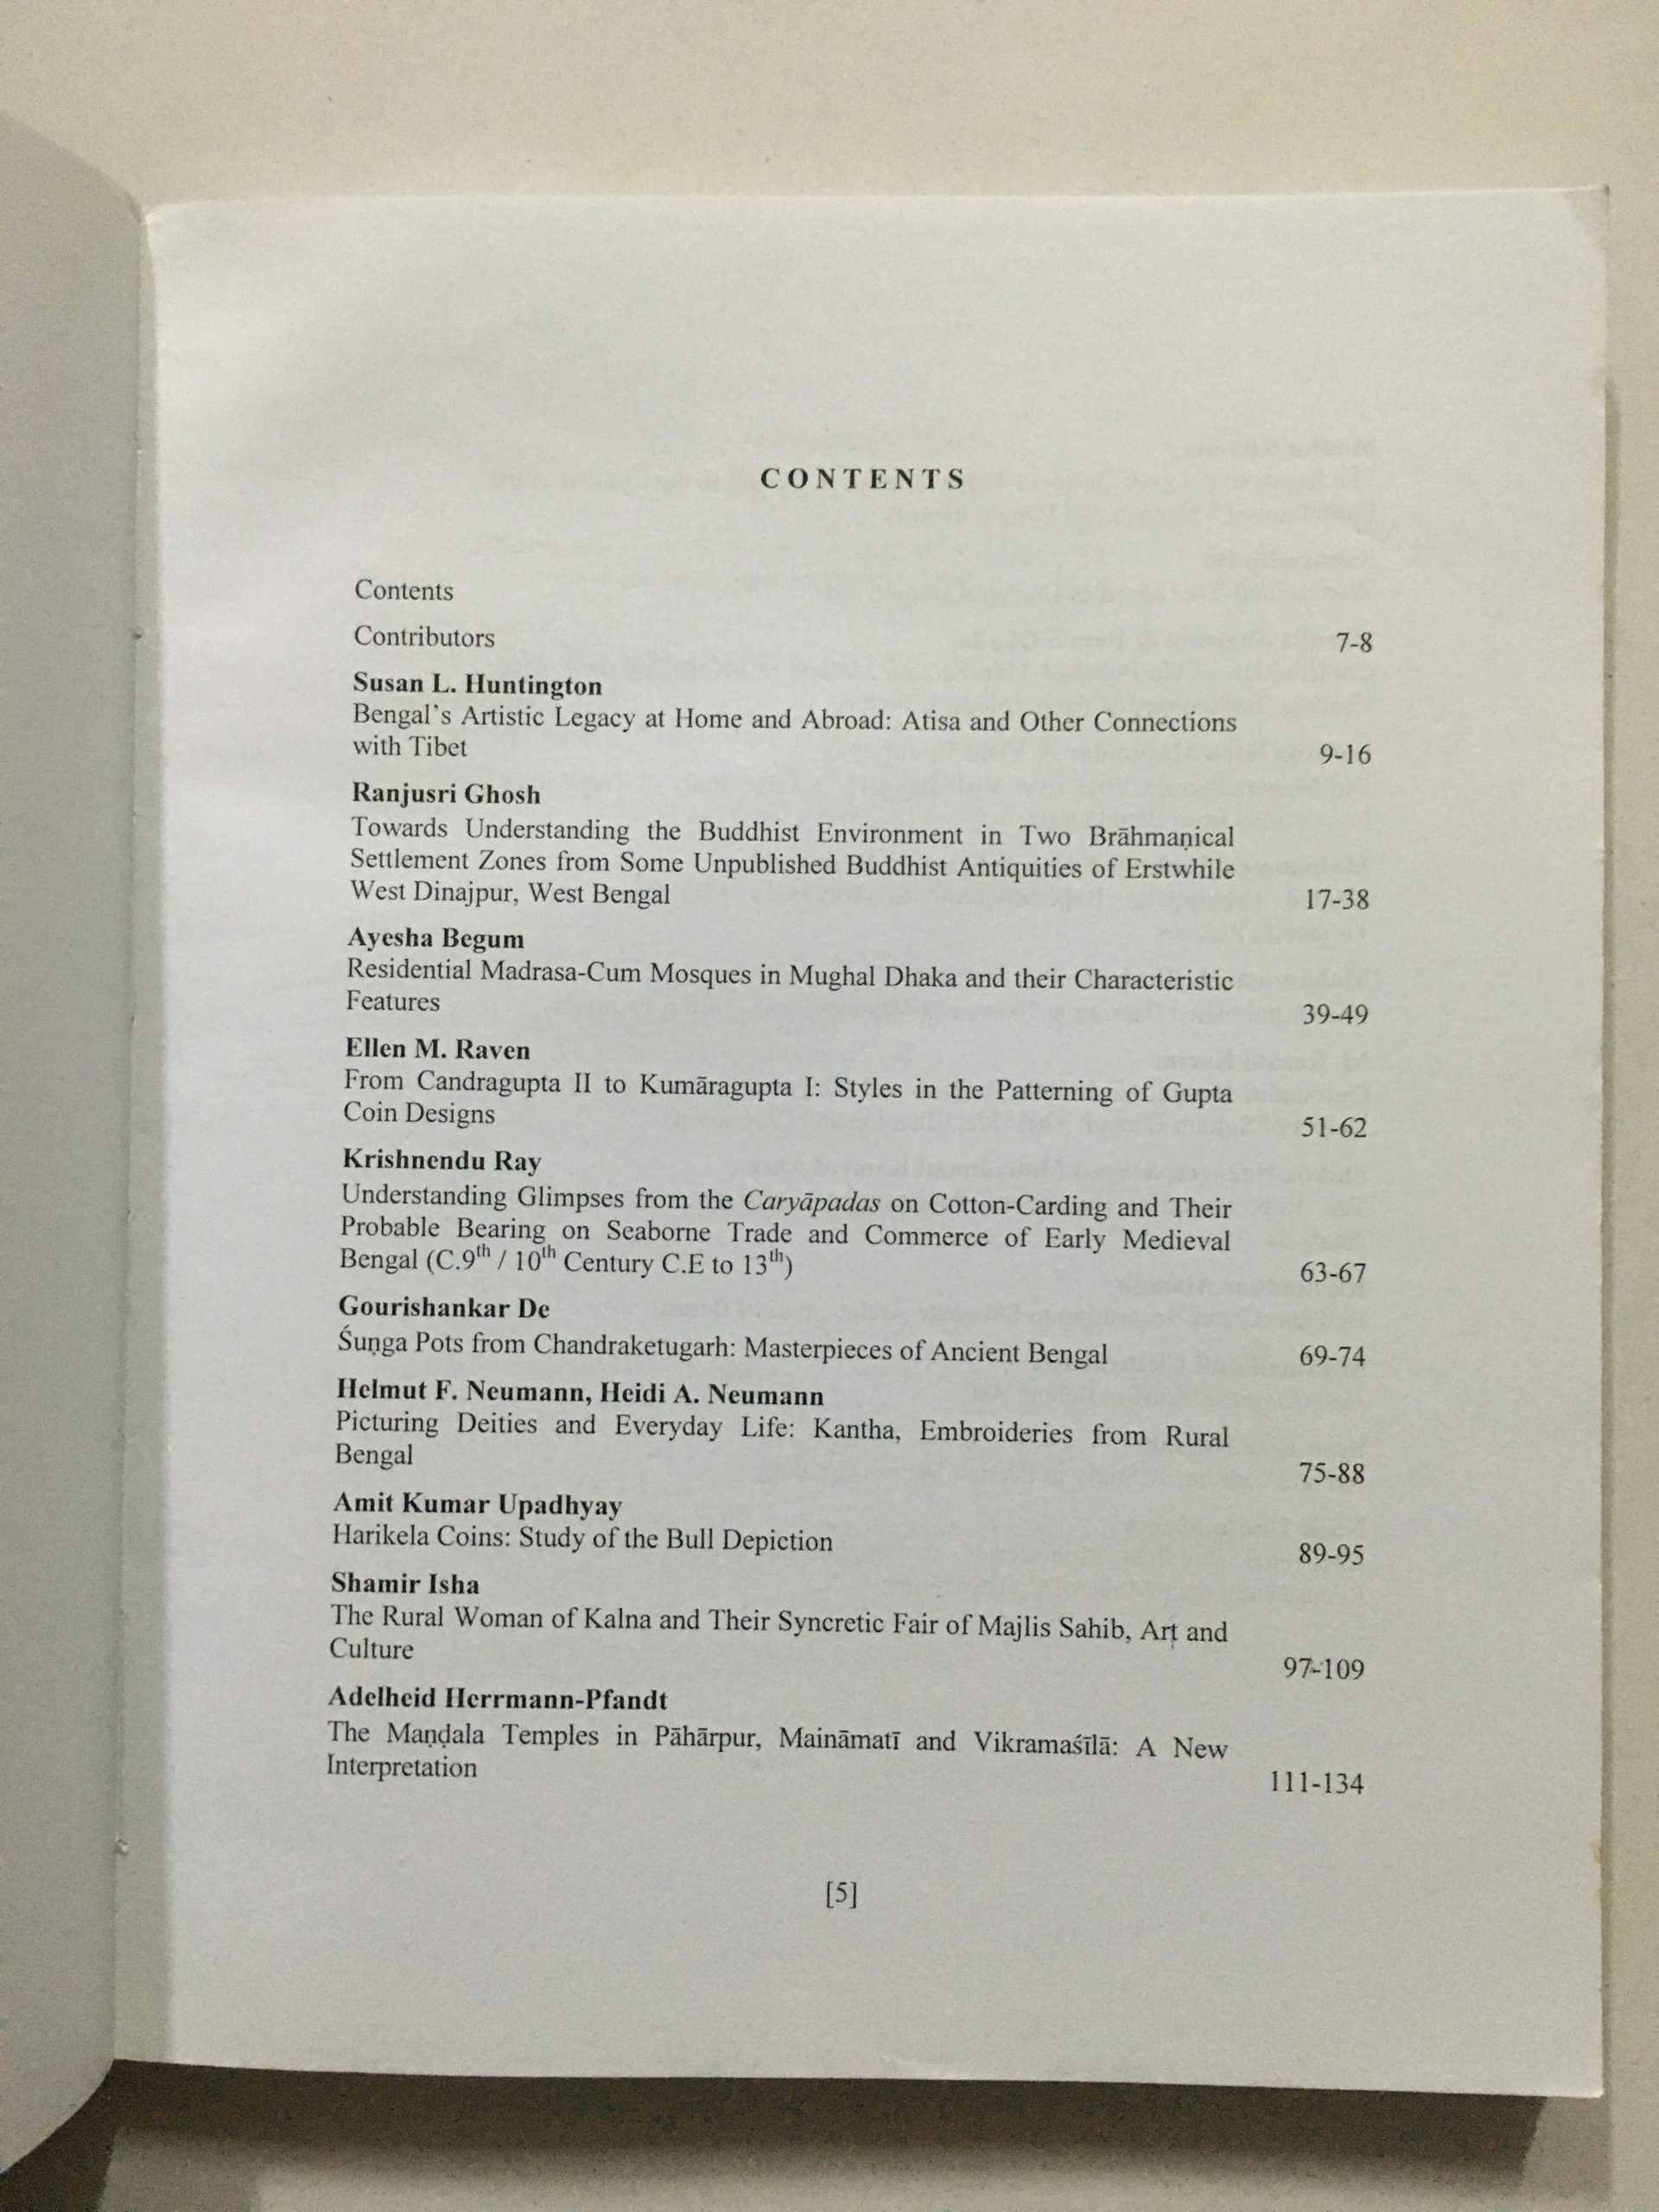 CONTENTS
Contents
Contributors 7-8
Susan L. Huntington
Bengal's Artistic Legacy at Home and Abroad: Atisa and Other Connections
with Tibet 9-16
Ranjusri Ghosh
Towards Understanding the Buddhist Environment in Two Brāhmaṇical
Settlement Zones from Some Unpublished Buddhist Antiquities of Erstwhile
West Dinajpur, West Bengal 17-38
Ayesha Begum
Residential Madrasa-Cum Mosques in Mughal Dhaka and their Characteristic
Features 39-49
Ellen M. Raven
From Candragupta II to Kumāragupta I: Styles in the Patterning of Gupta
Coin Designs 51-62
Krishnendu Ray
Understanding Glimpses from the Caryāpadas on Cotton-Carding and Their
Probable Bearing on Seaborne Trade and Commerce of Early Medieval
Bengal (C.9th / 10th Century C.E to 13th) 63-67
Gourishankar De
Śuṇga Pots from Chandraketugarh: Masterpieces of Ancient Bengal 69-74
Helmut F. Neumann, Heidi A. Neumann
Picturing Deities and Everyday Life: Kantha, Embroideries from Rural
Bengal 75-88
Amit Kumar Upadhyay
Harikela Coins: Study of the Bull Depiction 89-95
Shamir Isha
The Rural Woman of Kalna and Their Syncretic Fair of Majlis Sahib, Art and
Culture 97-109
Adelheid Herrmann-Pfandt
The Maṇḍala Temples in Pāhārpur, Maināmatī and Vikramaśīlā: A New
Interpretation 111-134
[5]